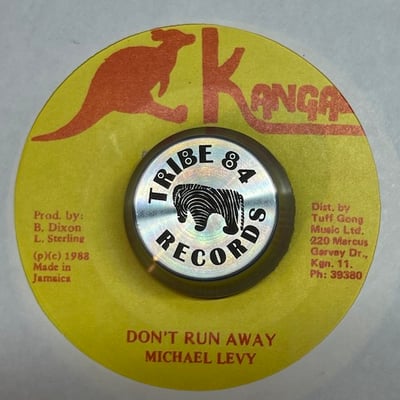 KANGA
TRIBE 84
RECORDS
Prod. by:
B. Dixon
L. Sterling
(p)(c) 1988
Made in
Jamaica
Dist. by
Tuff Gong
Music Ltd.
220 Marcus
Garvey Dr.,
Kgn. 11.
Ph: 39380
DON'T RUN AWAY
MICHAEL LEVY